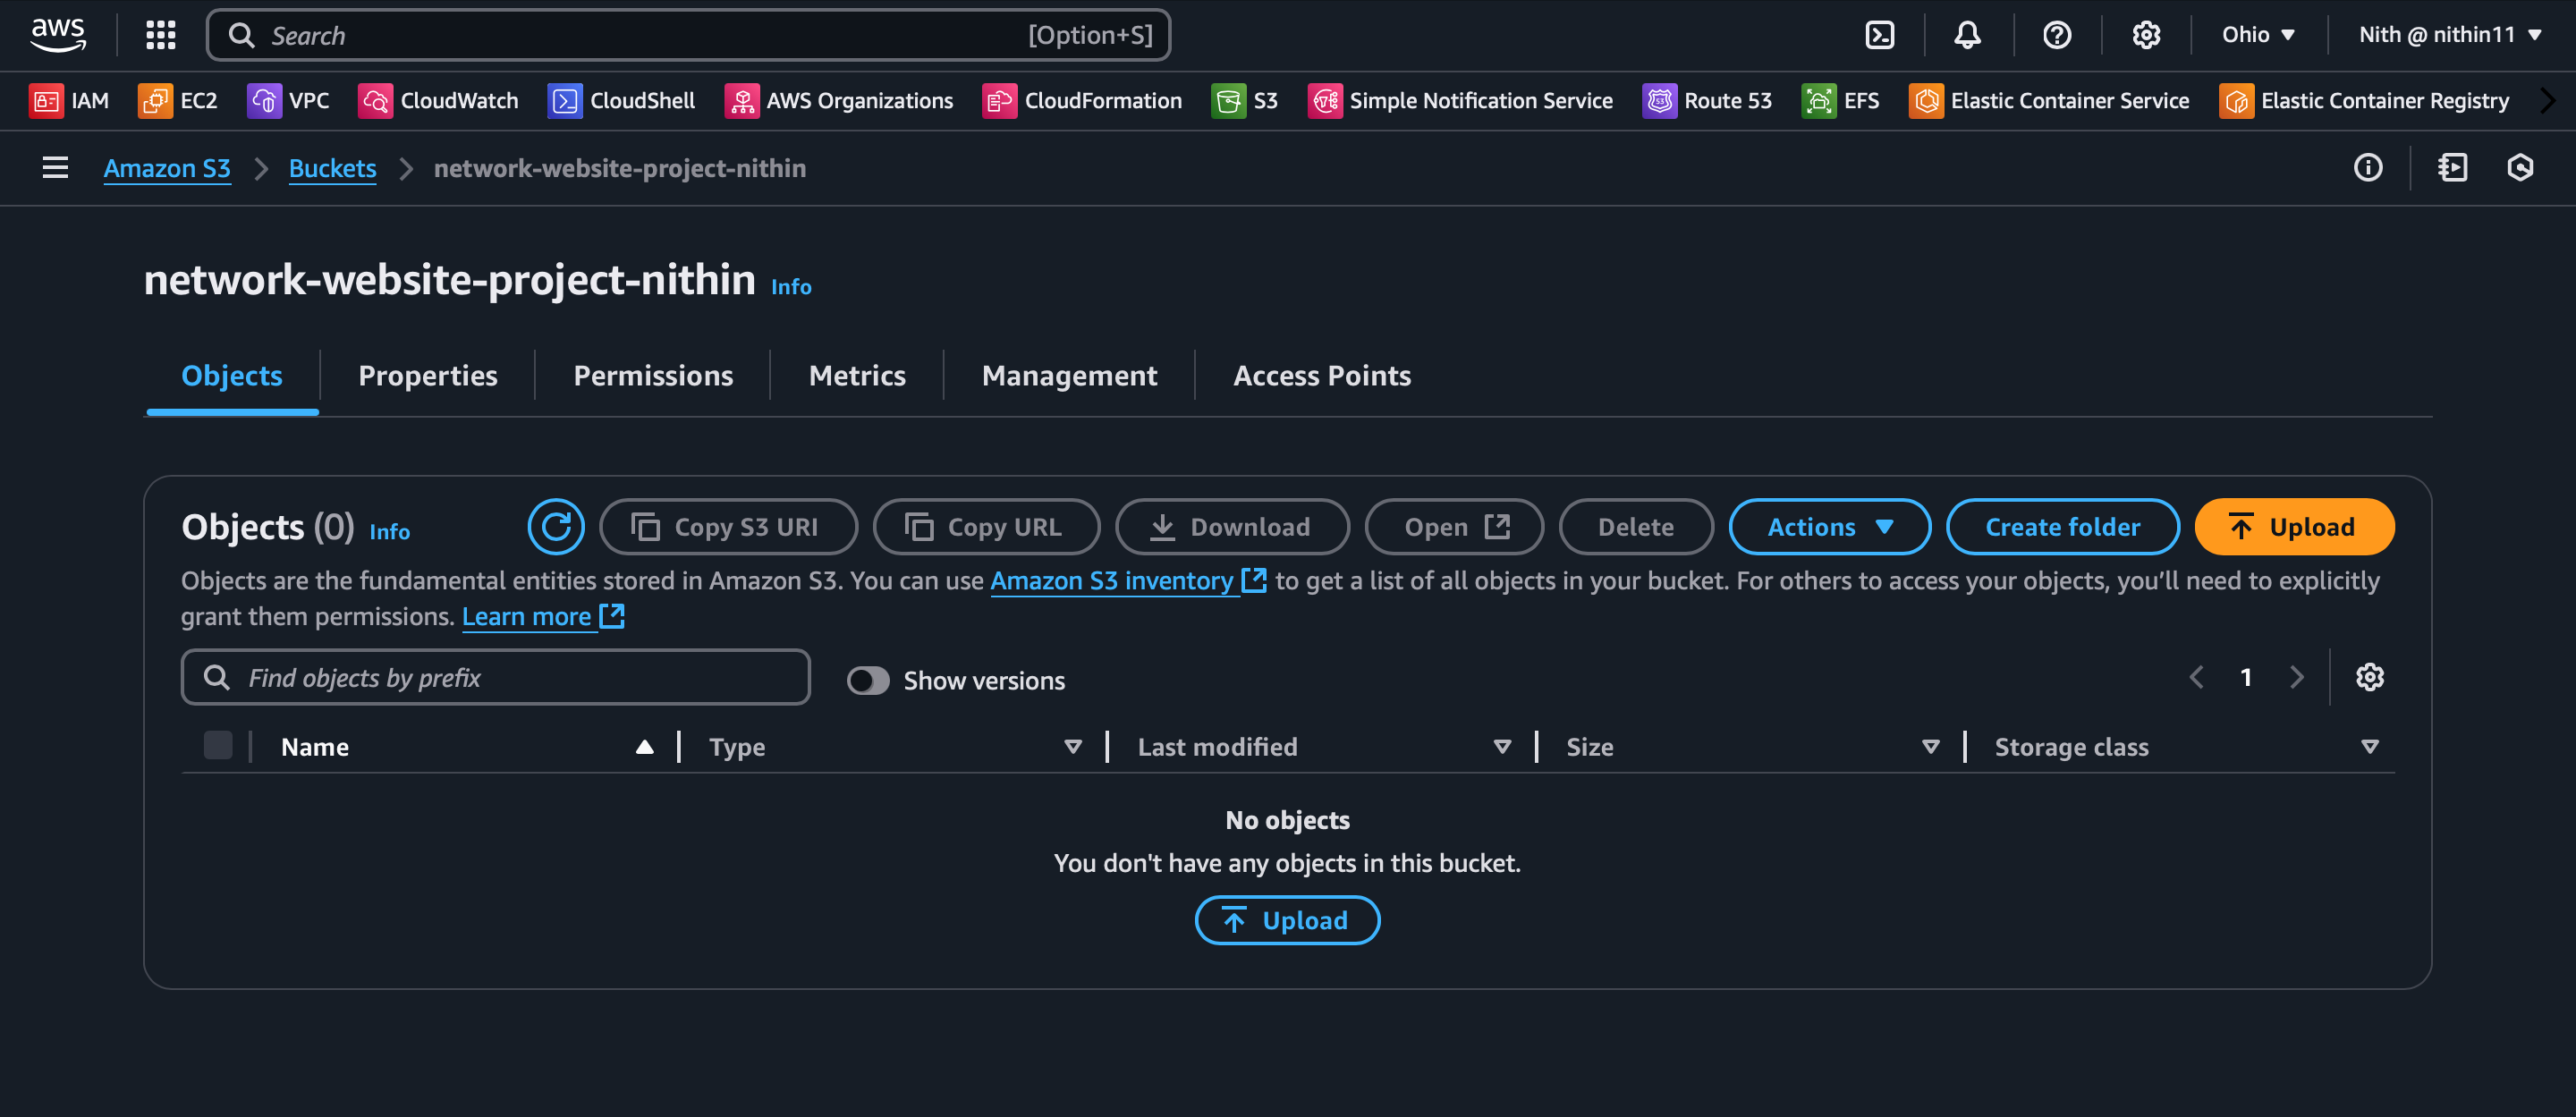 aws
Search [Option+S]
Ohio
Nith @ nithin11
IAM EC2 VPC CloudWatch CloudShell AWS Organizations CloudFormation S3 Simple Notification Service Route 53 EFS Elastic Container Service Elastic Container Registry
Amazon S3 Buckets network-website-project-nithin
network-website-project-nithin Info
Objects Properties Permissions Metrics Management Access Points
Objects (0) Info Copy S3 URI Copy URL Download Open Delete Actions Create folder Upload
Objects are the fundamental entities stored in Amazon S3. You can use Amazon S3 inventory to get a list of all objects in your bucket. For others to access your objects, you’ll need to explicitly
grant them permissions. Learn more
Find objects by prefix Show versions 1
Name Type Last modified Size Storage class
No objects
You don't have any objects in this bucket.
Upload